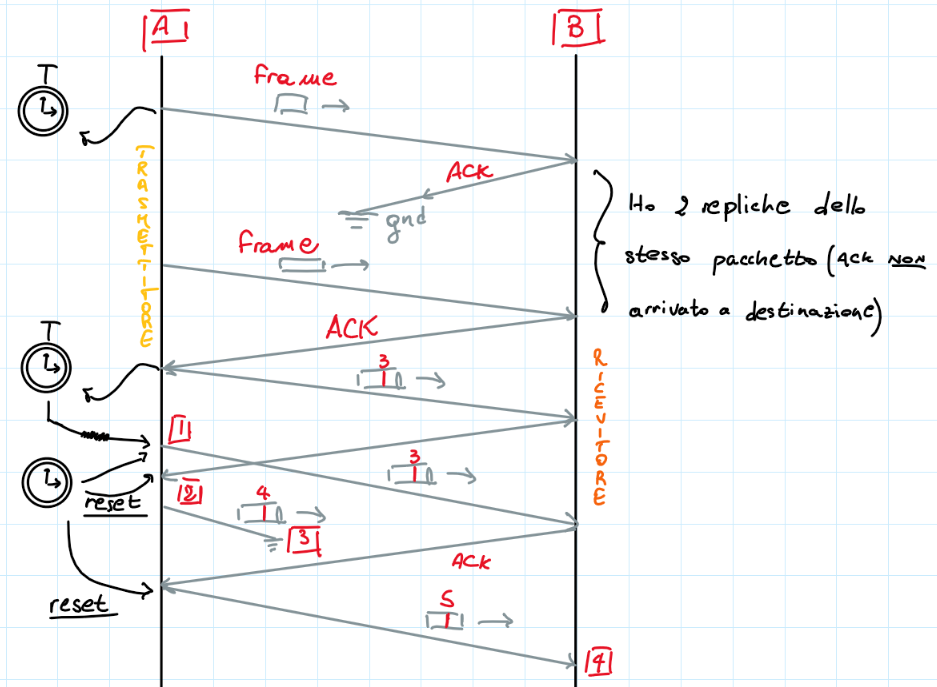 A
B
T
Frame
ACK
gnd
TRASMETTITORE
Ho 2 repliche dello
stesso pacchetto (ACK NON
arrivato a destinazione)
Frame
ACK
T
3
RICEVITORE
1
3
2
reset
4
3
ACK
reset
5
4